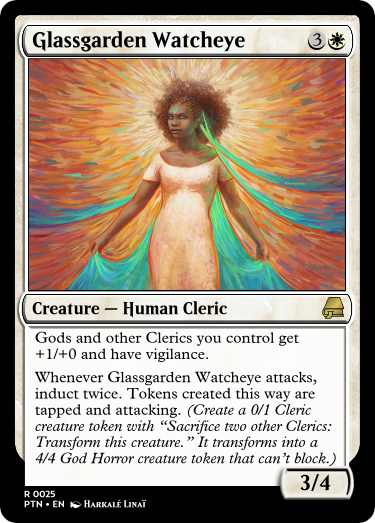 Glassgarden Watcheye 3
Creature — Human Cleric
Gods and other Clerics you control get
+1/+0 and have vigilance.
Whenever Glassgarden Watcheye attacks,
induct twice. Tokens created this way are
tapped and attacking. (Create a 0/1 Cleric
creature token with “Sacrifice two other Clerics:
Transform this creature.” It transforms into a
4/4 God Horror creature token that can’t block.)
3/4
R 0025
PTN • EN Harkalé Linaï